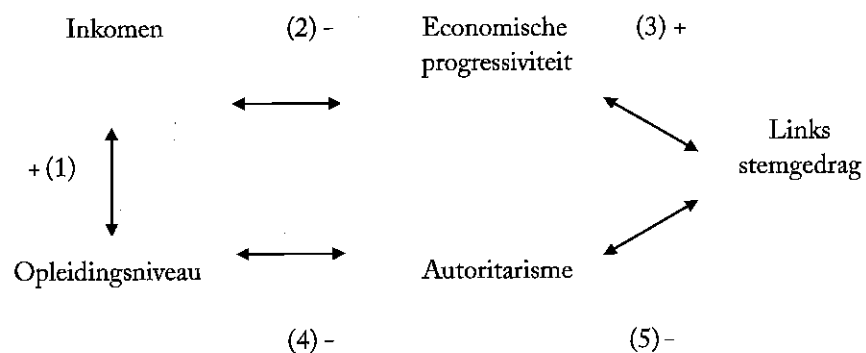 Inkomen (2) - Economische (3) +
progressiviteit
Links
+ (1) stemgedrag
Opleidingsniveau Autoritarisme
(4) - (5) -